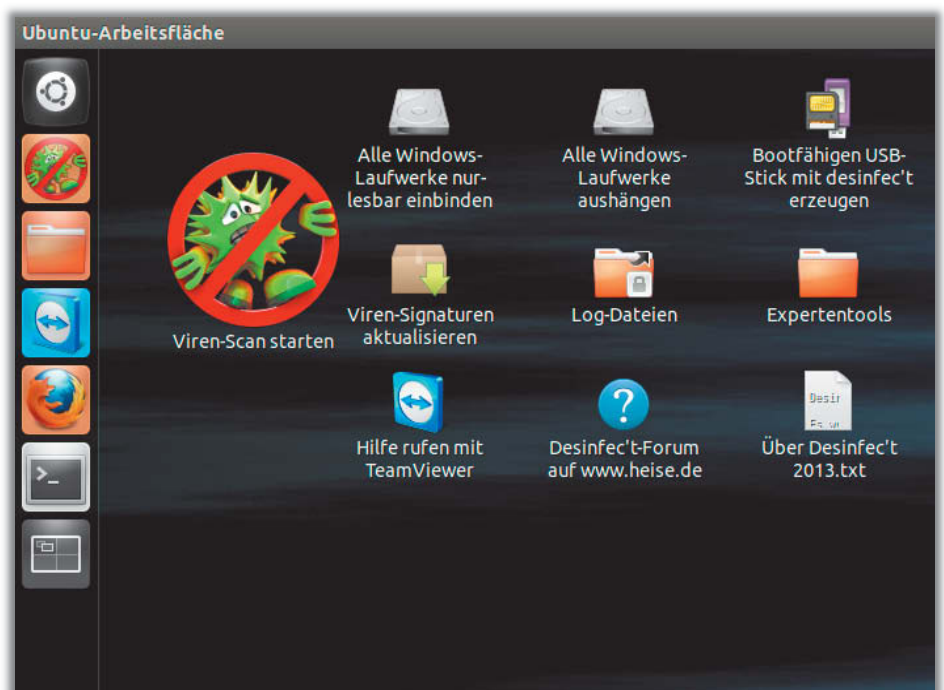 Ubuntu-Arbeitsfläche
Alle Windows-
Laufwerke nur-
lesbar einbinden
Alle Windows-
Laufwerke
aushängen
Bootfähigen USB-
Stick mit desinfec't
erzeugen
Viren-Scan starten
Viren-Signaturen
aktualisieren
Log-Dateien
Expertentools
Hilfe rufen mit
TeamViewer
?
Desinfec't-Forum
auf www.heise.de
Über Desinfec't
2013.txt
>_